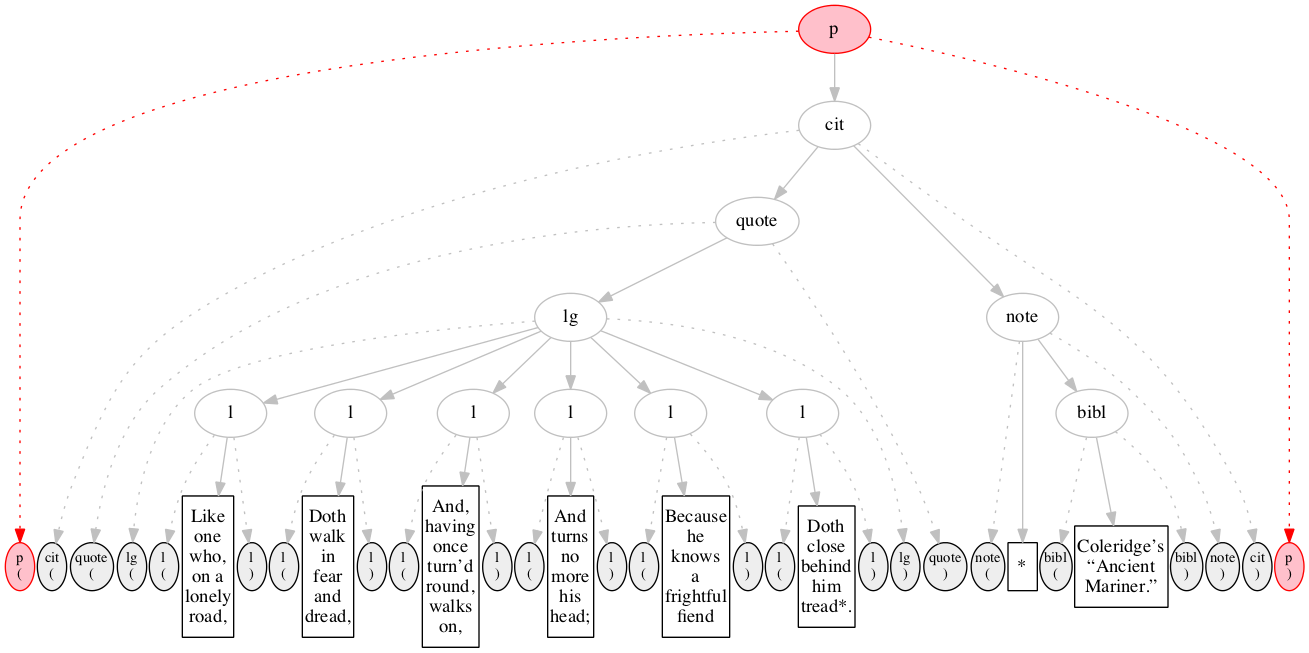 p
cit
quote
lg
note
l
l
l
l
l
l
bibl
p
(
cit
(
quote
(
lg
(
l
(
Like
one
who,
on a
lonely
road,
l
)
l
(
Doth
walk
in
fear
and
dread,
l
)
l
(
And,
having
once
turn’d
round,
walks
on,
l
)
l
(
And
turns
no
more
his
head;
l
)
l
(
Because
he
knows
a
frightful
fiend
l
)
l
(
Doth
close
behind
him
tread*.
l
)
lg
)
quote
)
note
(
*
bibl
(
Coleridge’s
“Ancient
Mariner.”
bibl
)
note
)
cit
)
p
)